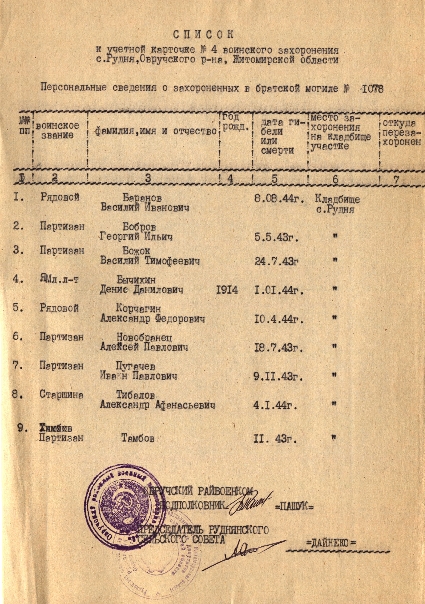 СПИСОК
к учетной карточке № 4 воинского захоронения
с.Рудня,Овручского р-на, Житомирской области
Персональные сведения о захороненных в братской могиле № 1078
№№ пп воинское звание фамилия,имя и отчество Год рожд. дата гибели или смерти место захоронения на кладбище участке откуда перезахоронен
1 2 3 4 5 6 7
1. Рядовой Баранов 8.08.44г. Кладбище
Василий Иванович с.Рудня
2. Партизан Бобров
Георгий Ильич 5.5.43г. "
3. Партизан Божок
Василий Тимофеевич 24.7.43г "
4. Мл.л-т Бычихин
Денис Данилович 1914 1.01.44г. "
5. Рядовой Корчагин
Александр Федорович 10.4.44г. "
6. Партизан Новобранец
Алексей Павлович 18.7.43г. "
7. Партизан Пугачев
Иван Павлович 9.11.43г. "
8. Старшина Тибалов
Александр Афанасьевич 4.1.44г. "
9.
Партизан Тамбов 11. 43г. "
ОВРУЧСКИЙ РАЙВОЕНКОМ
ПОДПОЛКОВНИК =ПАШУК=
ПРЕДСЕДАТЕЛЬ РУДНЯНСКОГО
СЕЛЬСКОГО СОВЕТА =ДАЙНЕКО=